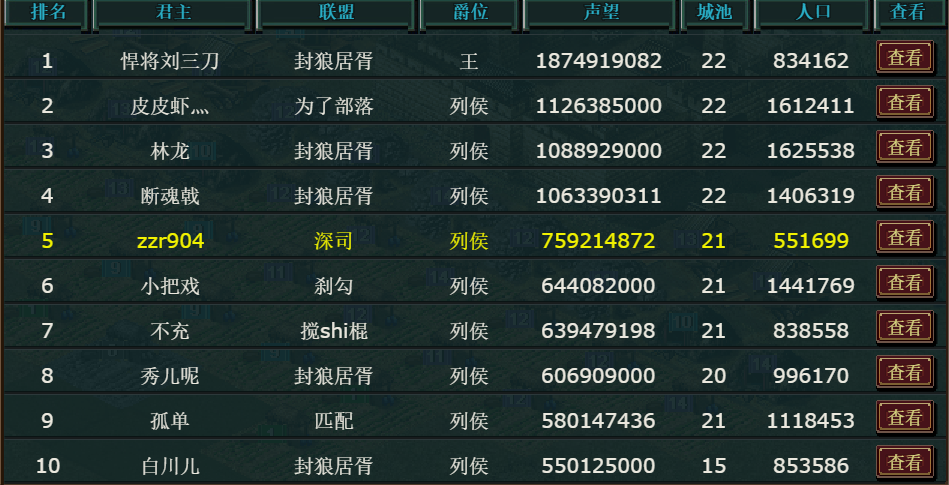 排名 君主 联盟 爵位 声望 城池 人口 查看
1 悍将刘三刀 封狼居胥 王 1874919082 22 834162 查看
2 皮皮虾灬 为了部落 列侯 1126385000 22 1612411 查看
3 林龙 封狼居胥 列侯 1088929000 22 1625538 查看
4 断魂戟 封狼居胥 列侯 1063390311 22 1406319 查看
5 zzr904 深司 列侯 759214872 21 551699 查看
6 小把戏 刹勾 列侯 644082000 21 1441769 查看
7 不充 搅shi棍 列侯 639479198 21 838558 查看
8 秀儿呢 封狼居胥 列侯 606909000 20 996170 查看
9 孤单 匹配 列侯 580147436 21 1118453 查看
10 白川儿 封狼居胥 列侯 550125000 15 853586 查看